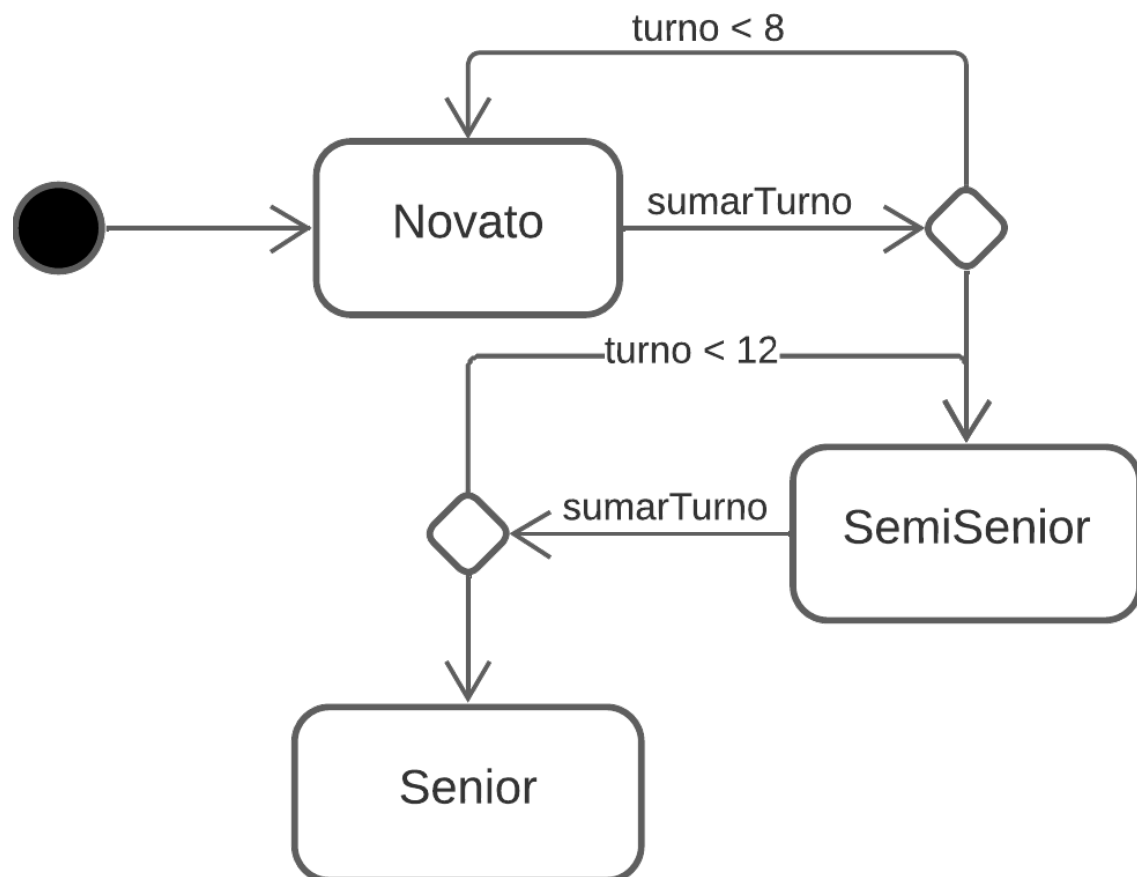 turno < 8
Novato
sumarTurno
turno < 12
sumarTurno
SemiSenior
Senior